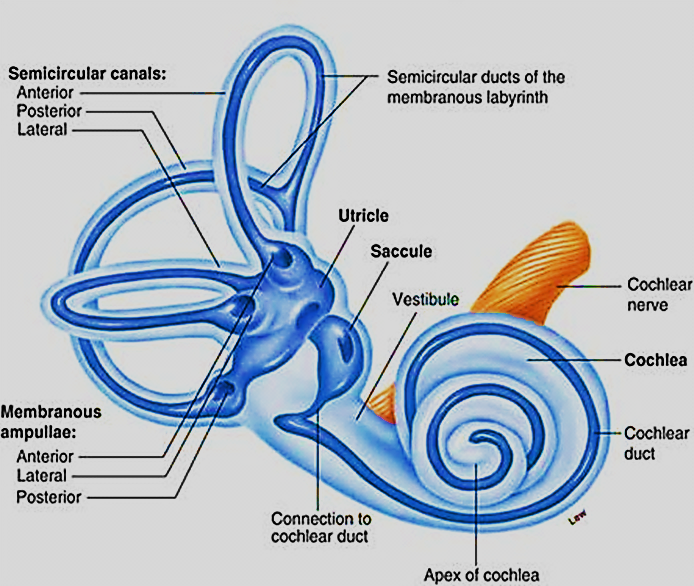 Semicircular canals:
Anterior
Posterior
Lateral
Semicircular ducts of the
membranous labyrinth
Utricle
Saccule
Vestibule
Cochlear
nerve
Cochlea
Cochlear
duct
Membranous
ampullae:
Anterior
Lateral
Posterior
Connection to
cochlear duct
Apex of cochlea
Law